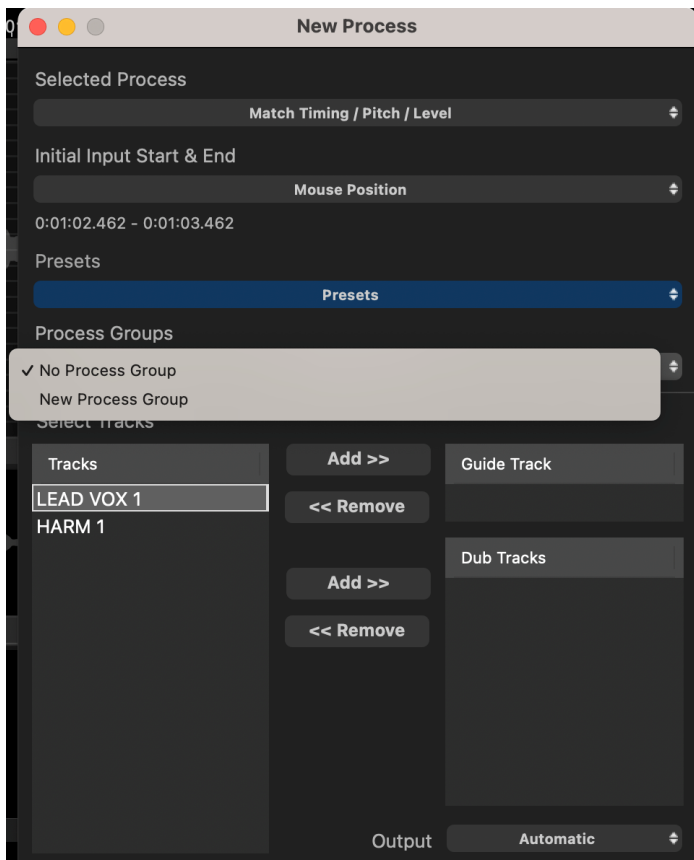 New Process
Selected Process
Match Timing / Pitch / Level
Initial Input Start & End
Mouse Position
0:01:02.462 - 0:01:03.462
Presets
Presets
Process Groups
✓ No Process Group
New Process Group
Select Tracks
Tracks
Add >>
Guide Track
LEAD VOX 1
<< Remove
HARM 1
Dub Tracks
Add >>
<< Remove
Output
Automatic